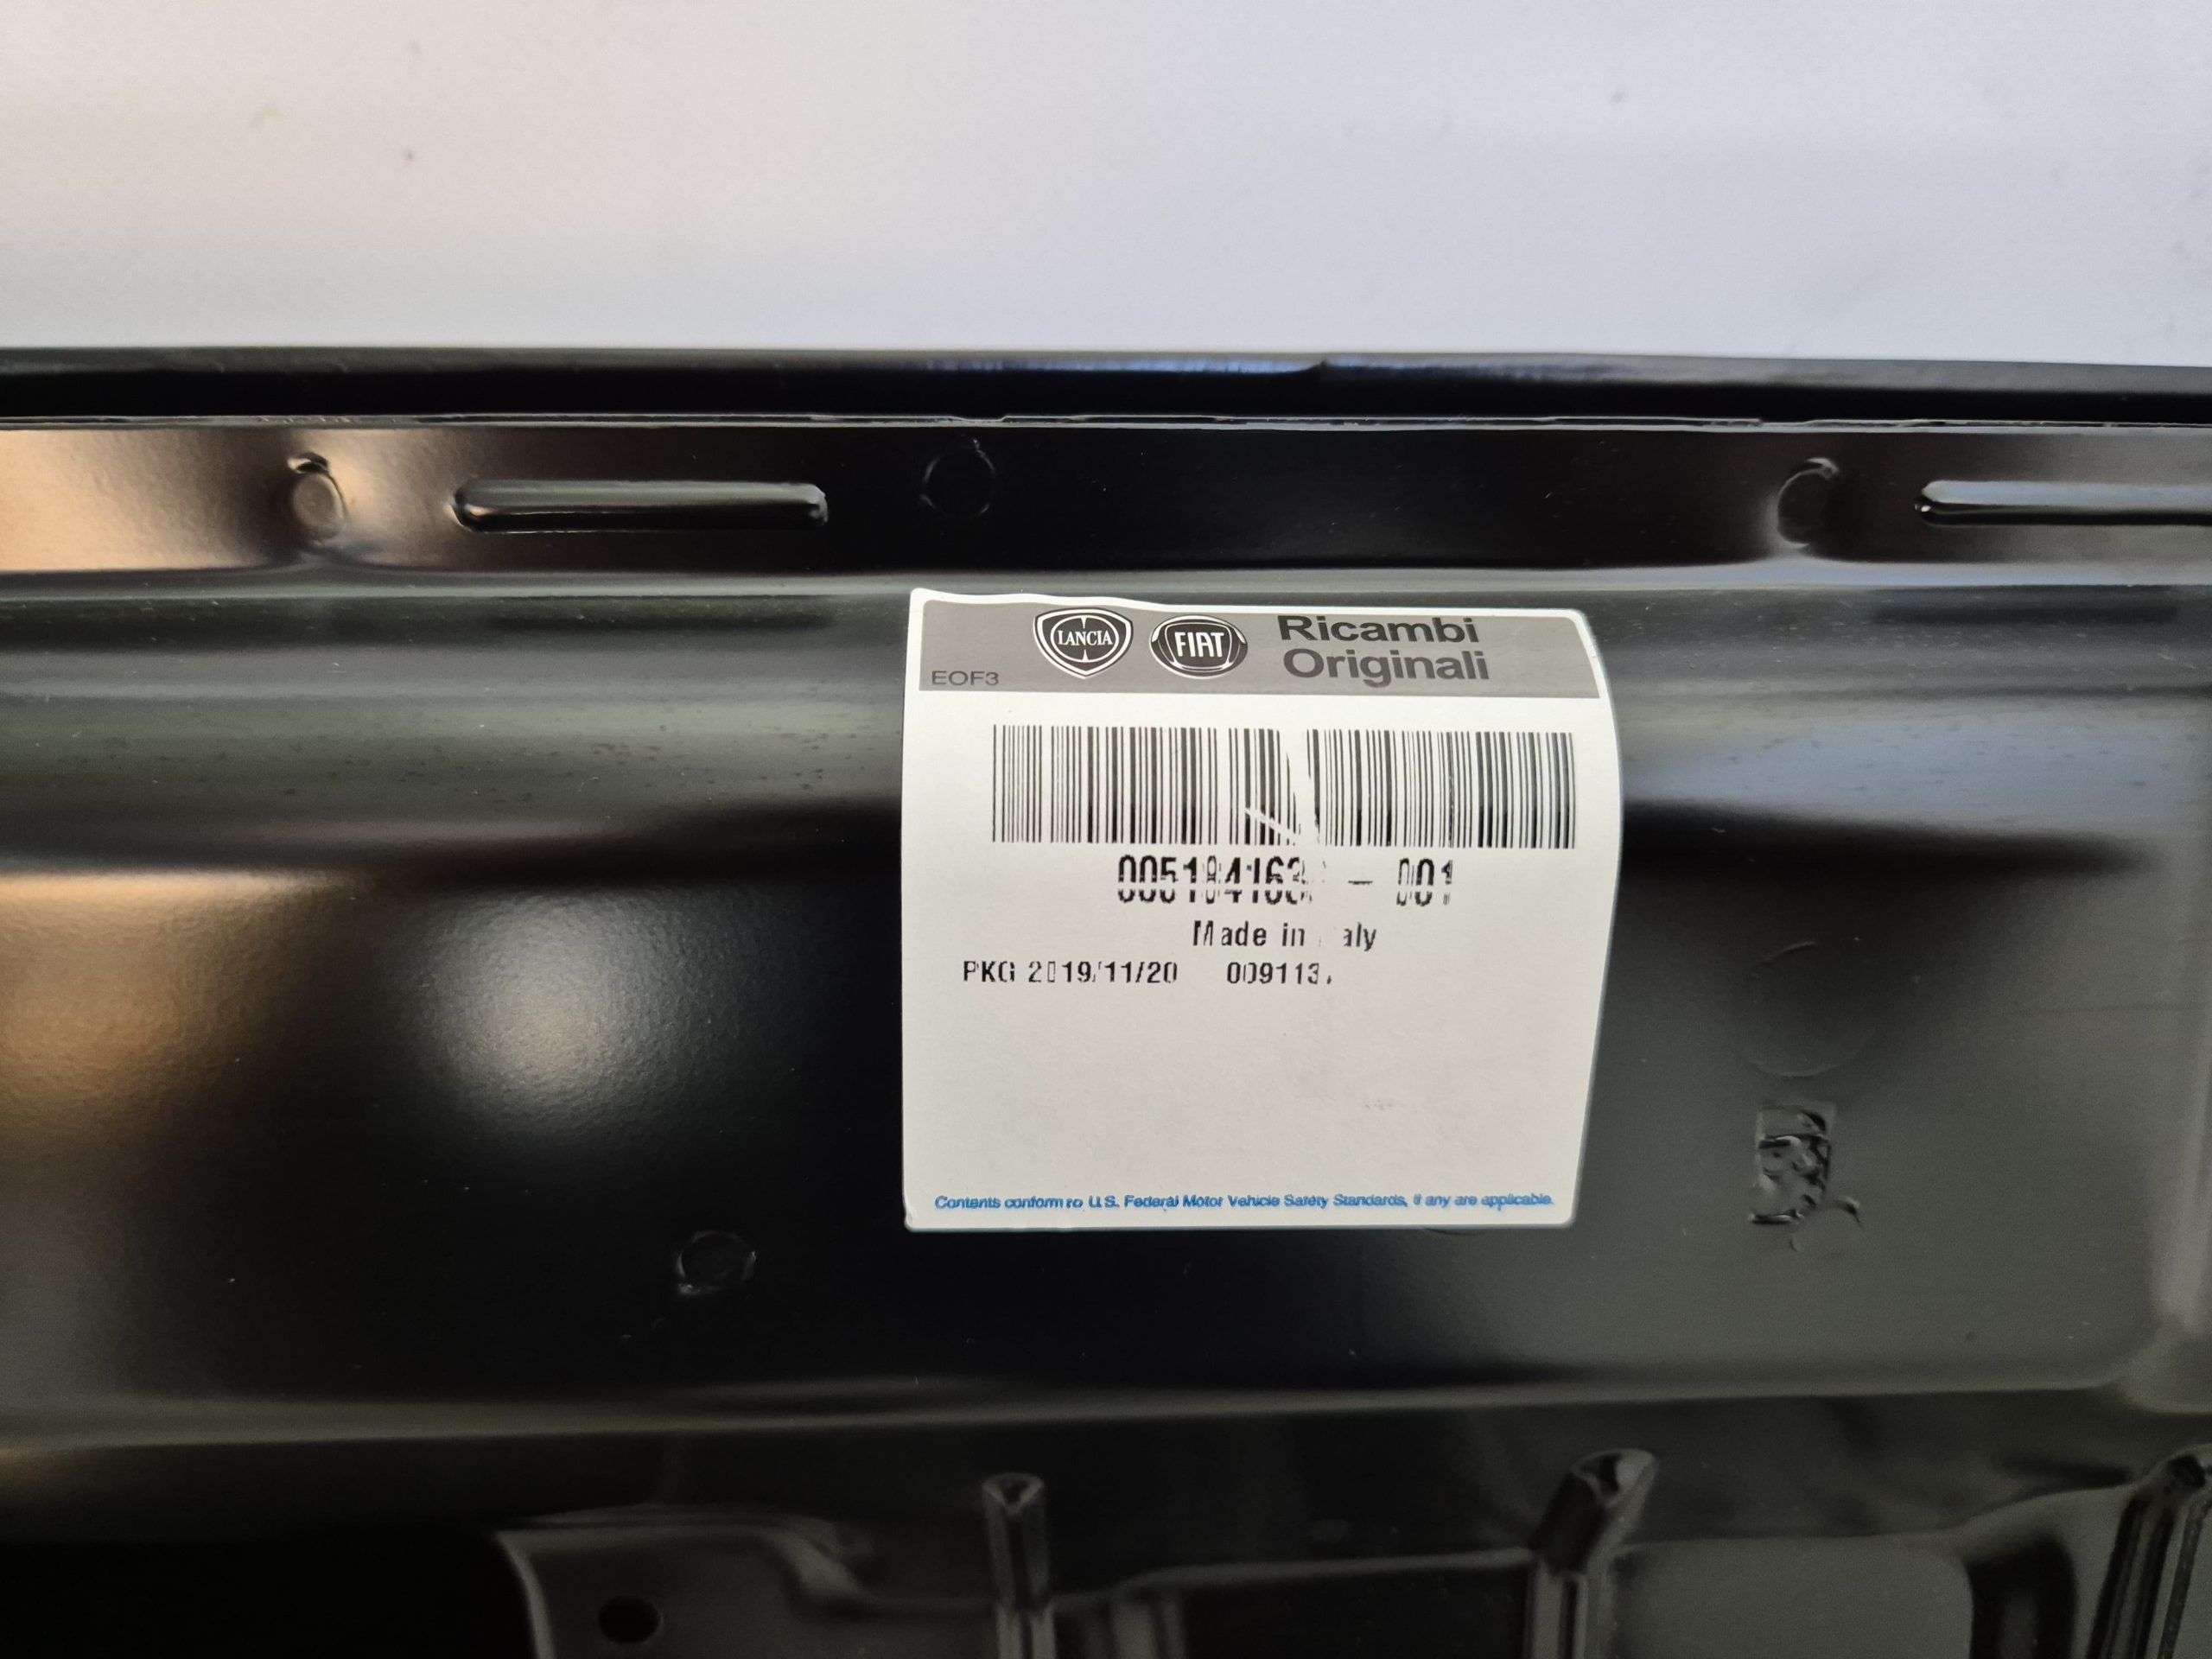 LANCIA
FIAT
Ricambi
Originali
EOF3
- 001
Made in
PKG 2019/11/20
Contents conform to U.S. Federal Motor Vehicle Safety Standards, if any are applicable.